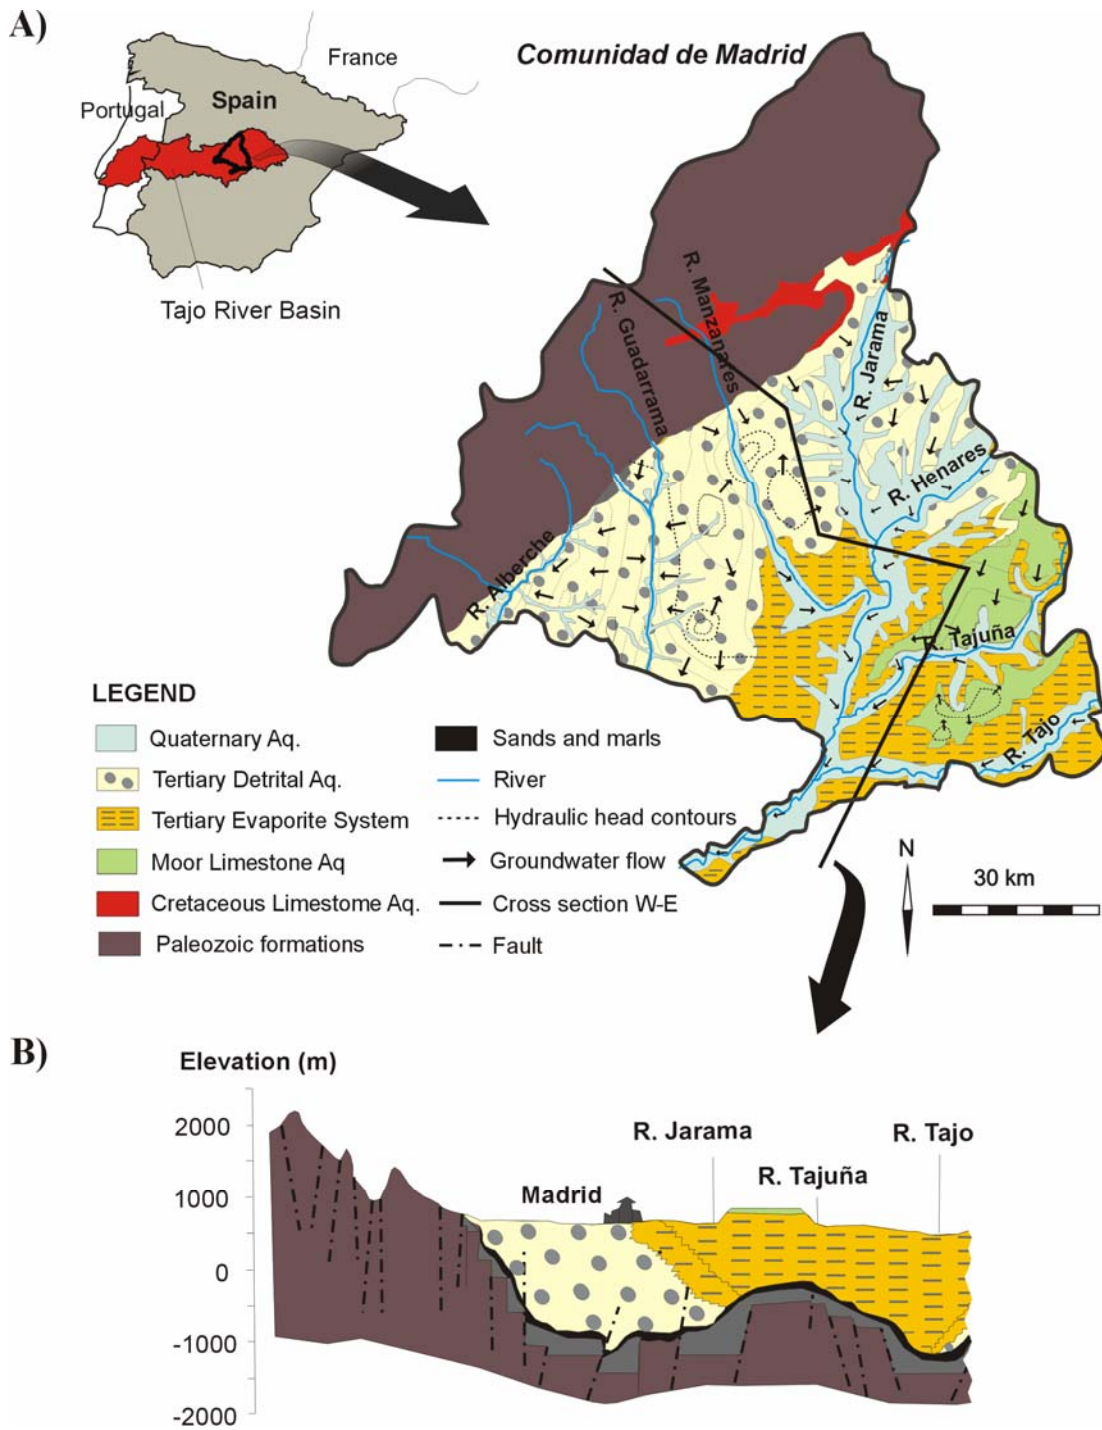 A)
Comunidad de Madrid
France
Portugal
Spain
Tajo River Basin
R. Manzanares
R. Guadarrama
R. Jarama
R. Henares
R. Alberche
R. Tajuña
R. Tajo
LEGEND
Quaternary Aq.
Tertiary Detrital Aq.
Tertiary Evaporite System
Moor Limestone Aq
Cretaceous Limestome Aq.
Paleozoic formations
Sands and marls
River
Hydraulic head contours
Groundwater flow
Cross section W-E
Fault
N
30 km
B)
Elevation (m)
2000
1000
0
-1000
-2000
Madrid
R. Jarama
R. Tajuña
R. Tajo